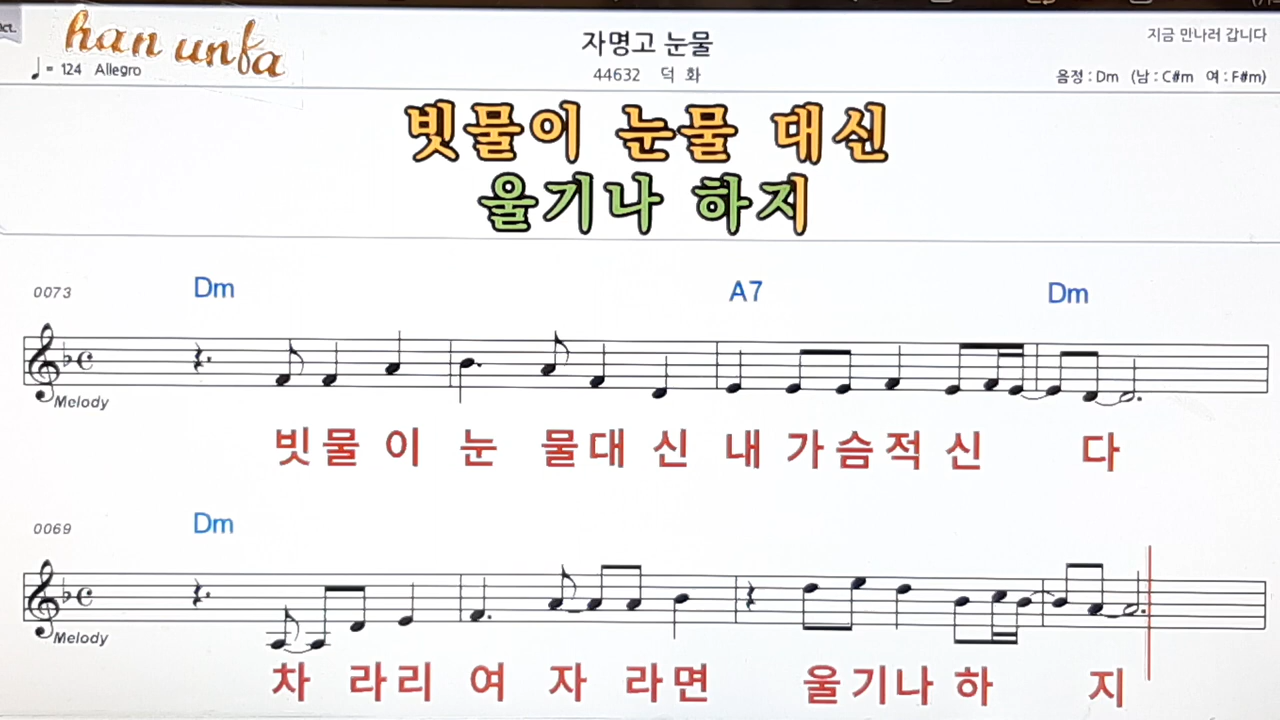 han unfa
♩= 124 Allegro
자명고 눈물
44632 덕 화
지금 만나러 갑니다
음정 : Dm (남 : C#m 여 : F#m)
빗물이 눈물 대신
울기나 하지
0073 Dm A7 Dm
Melody
빗 물 이 눈 물 대 신 내 가 슴 적 신 다
0069 Dm
Melody
차 라 리 여 자 라 면 울 기 나 하 지